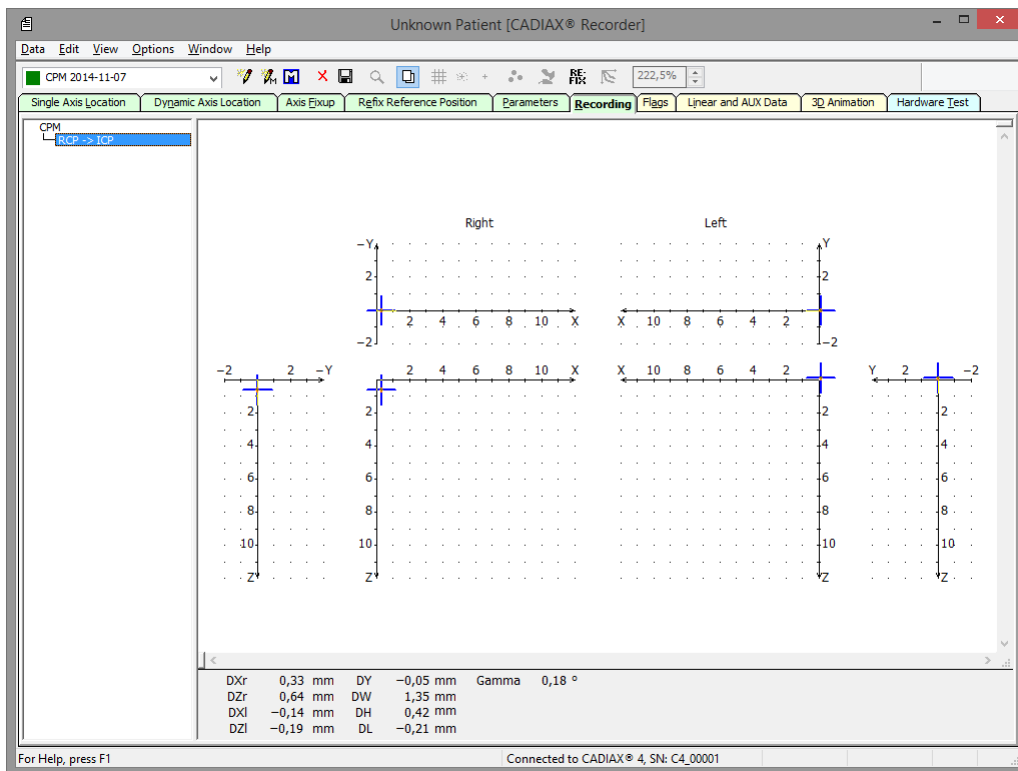 Unknown Patient [CADIAX® Recorder]
Data Edit View Options Window Help
CPM 2014-11-07 M RE: FIX 222,5%
Single Axis Location Dynamic Axis Location Axis Fixup Refix Reference Position Parameters Recording Flags Linear and AUX Data 3D Animation Hardware Test
CPM
RCP -> ICP
Right Left
−Y Y
2 2
2 4 6 8 10 X X 10 8 6 4 2
−2 −2
−2 2 −Y 2 4 6 8 10 X X 10 8 6 4 2 Y 2 −2
2 2 2 2
4 4 4 4
6 6 6 6
8 8 8 8
10 10 10 10
Z Z Z Z
DXr 0,33 mm DY −0,05 mm Gamma 0,18 °
DZr 0,64 mm DW 1,35 mm
DXl −0,14 mm DH 0,42 mm
DZl −0,19 mm DL −0,21 mm
For Help, press F1 Connected to CADIAX® 4, SN: C4_00001